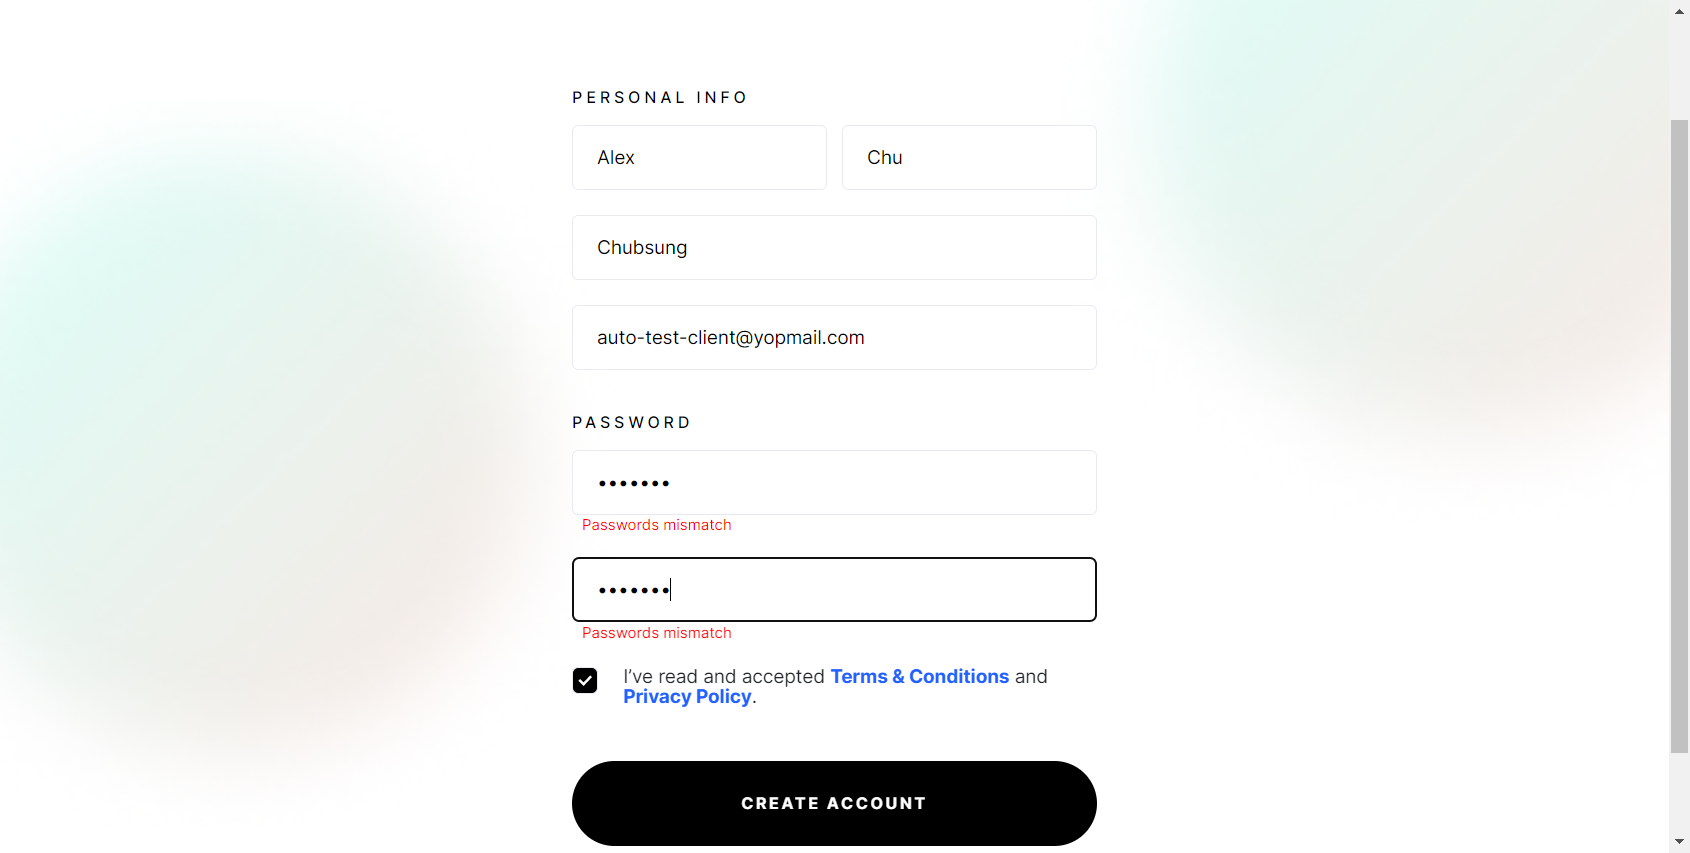 PERSONAL INFO
Alex
Chu
Chubsung
auto-test-client@yopmail.com
PASSWORD
•••••••
Passwords mismatch
•••••••
Passwords mismatch
I’ve read and accepted Terms & Conditions and
Privacy Policy.
CREATE ACCOUNT